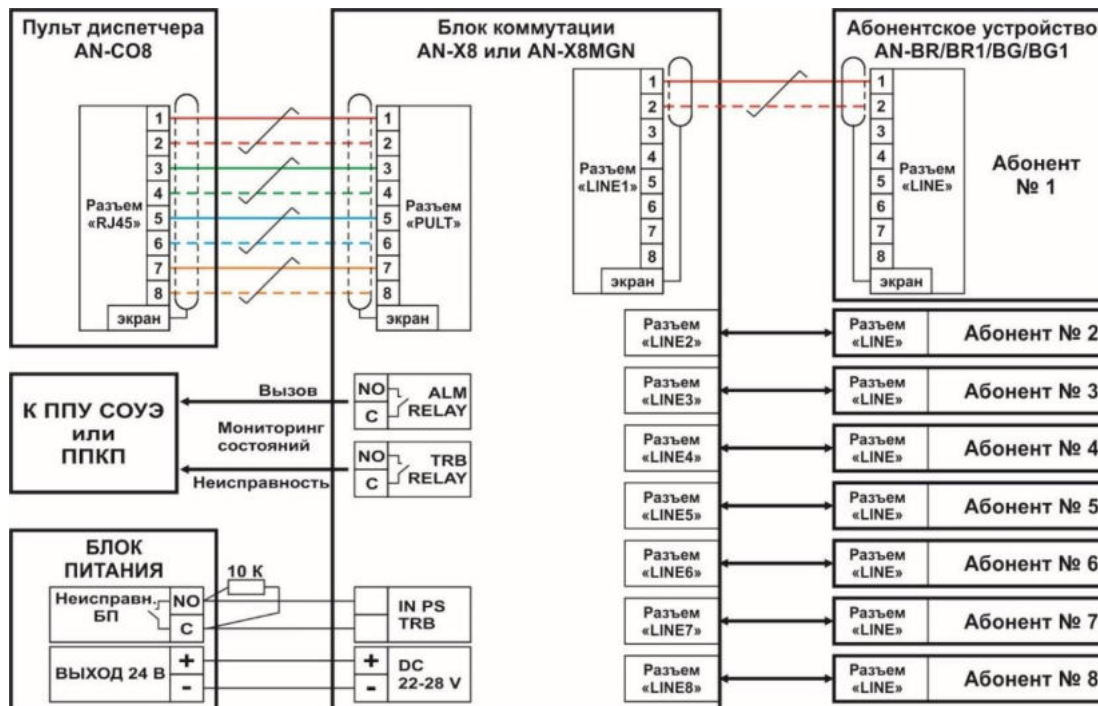 Пульт диспетчера
AN-CO8
Разъем
«RJ45»
1
2
3
4
5
6
7
8
экран
Блок коммутации
AN-X8 или AN-X8MGN
1
2
3
4
5
6
7
8
Разъем
«PULT»
экран
Разъем
«LINE1»
1
2
3
4
5
6
7
8
экран
Абонентское устройство
AN-BR/BR1/BG/BG1
1
2
3
4
5
6
7
8
Разъем
«LINE»
экран
Абонент
№ 1
Разъем
«LINE2»
Разъем
«LINE»
Абонент № 2
Разъем
«LINE3»
Разъем
«LINE»
Абонент № 3
Разъем
«LINE4»
Разъем
«LINE»
Абонент № 4
Разъем
«LINE5»
Разъем
«LINE»
Абонент № 5
Разъем
«LINE6»
Разъем
«LINE»
Абонент № 6
Разъем
«LINE7»
Разъем
«LINE»
Абонент № 7
Разъем
«LINE8»
Разъем
«LINE»
Абонент № 8
К ППУ СОУЭ
или
ППКП
Вызов
Мониторинг
состояний
Неисправность
NO
C
ALM
RELAY
NO
C
TRB
RELAY
БЛОК
ПИТАНИЯ
Неисправн.
БП
NO
C
10 К
IN PS
TRB
ВЫХОД 24 В
+
-
+
-
DC
22-28 V